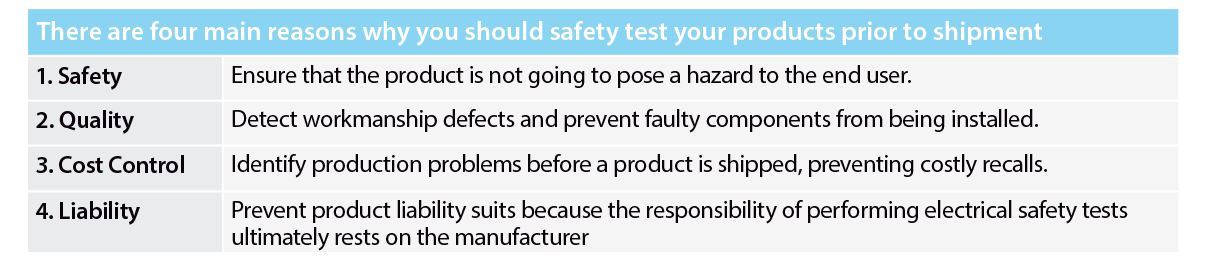 There are four main reasons why you should safety test your products prior to shipment
1. Safety Ensure that the product is not going to pose a hazard to the end user.
2. Quality Detect workmanship defects and prevent faulty components from being installed.
3. Cost Control Identify production problems before a product is shipped, preventing costly recalls.
4. Liability Prevent product liability suits because the responsibility of performing electrical safety tests
ultimately rests on the manufacturer